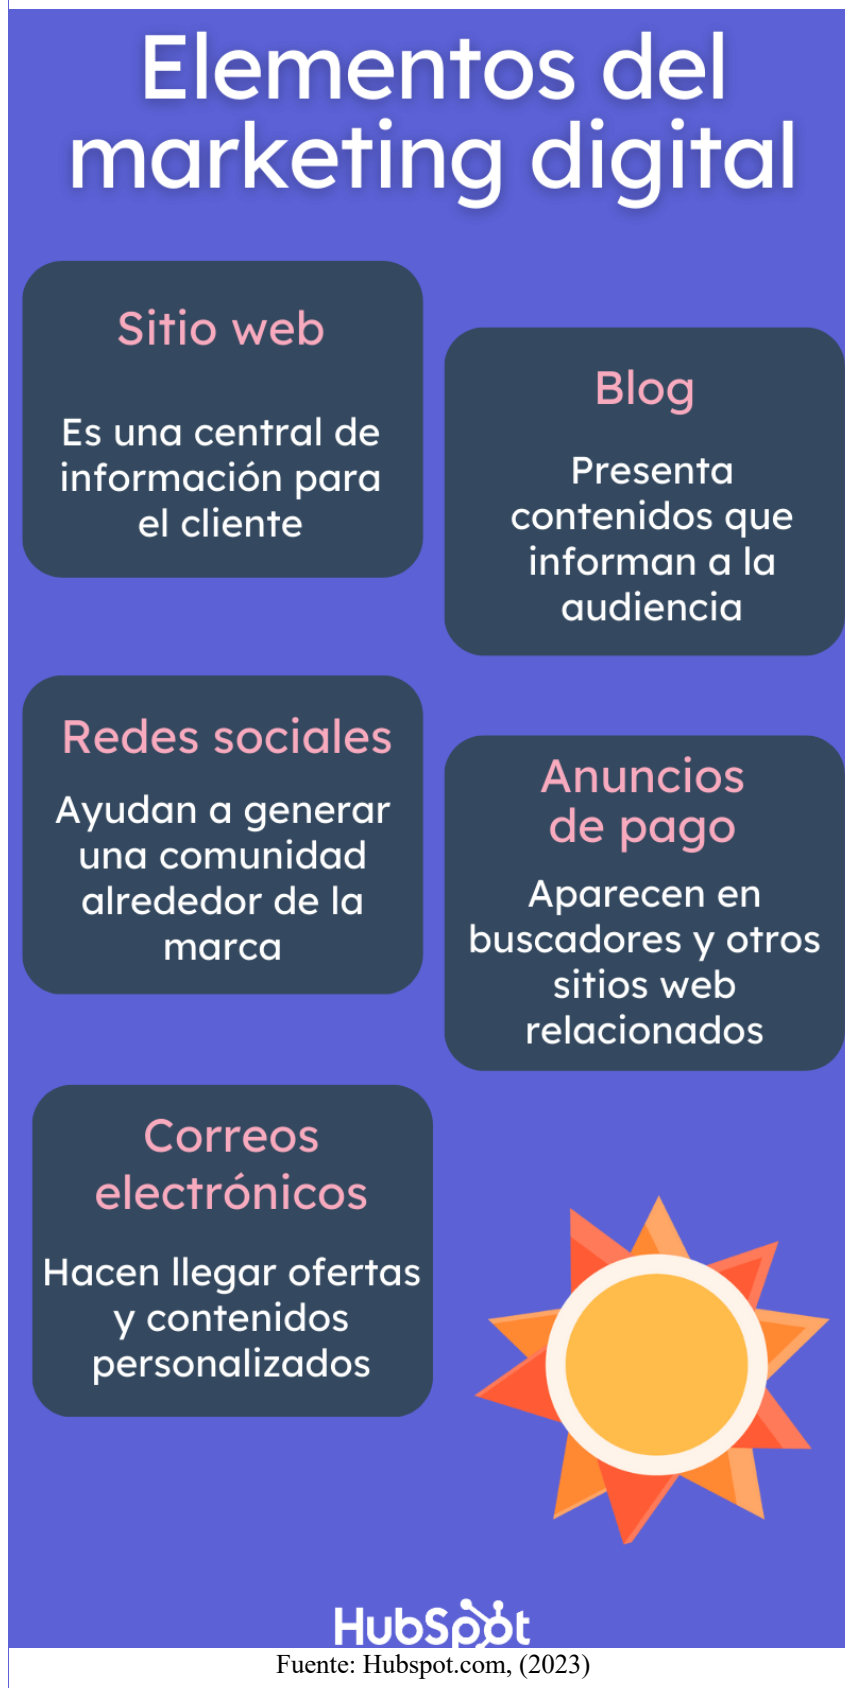 Elementos del
marketing digital
Sitio web
Es una central de
información para
el cliente
Blog
Presenta
contenidos que
informan a la
audiencia
Redes sociales
Ayudan a generar
una comunidad
alrededor de la
marca
Anuncios
de pago
Aparecen en
buscadores y otros
sitios web
relacionados
Correos
electrónicos
Hacen llegar ofertas
y contenidos
personalizados
HubSpot
Fuente: Hubspot.com, (2023)